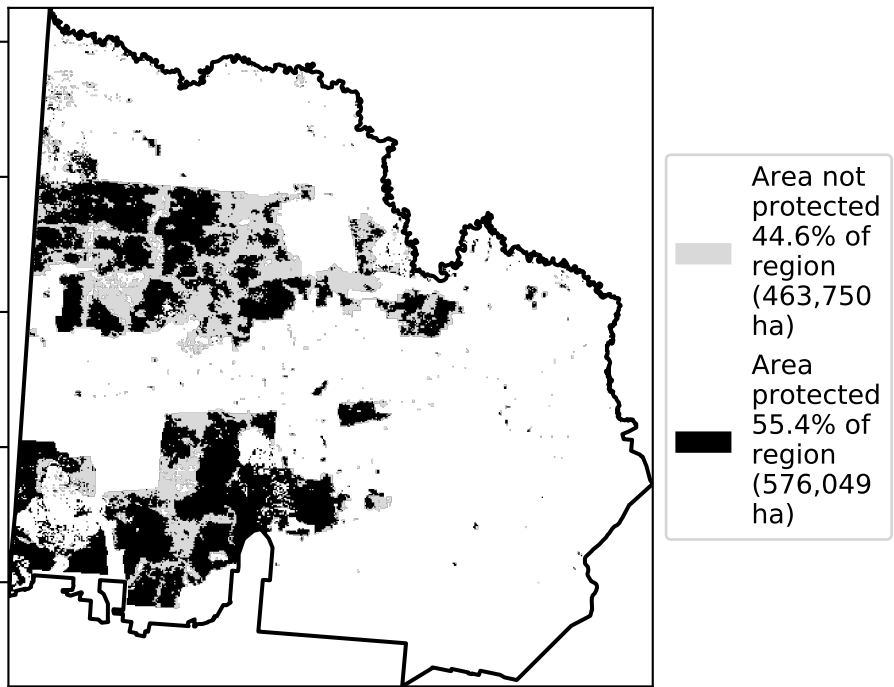 Area not
protected
44.6% of
region
(463,750
ha)
Area
protected
55.4% of
region
(576,049
ha)